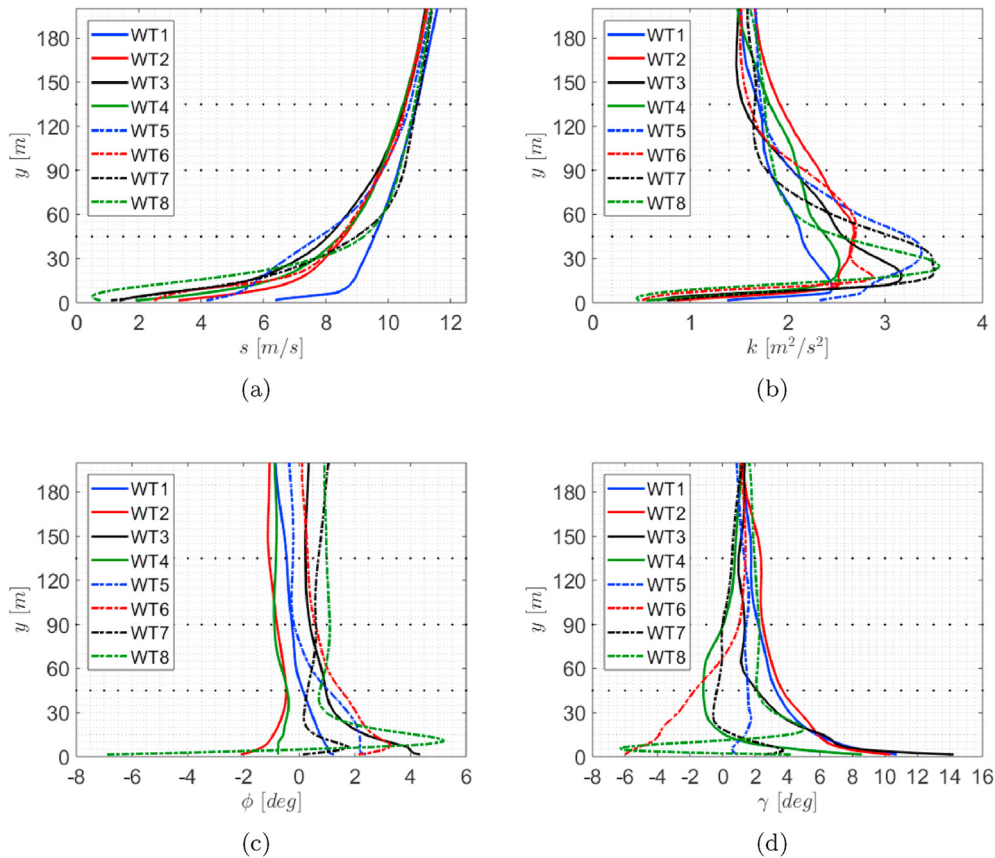 180
150
120
90
60
30
0
y [m]
WT1
WT2
WT3
WT4
WT5
WT6
WT7
WT8
0 2 4 6 8 10 12
s [m/s]
(a)
180
150
120
90
60
30
0
y [m]
WT1
WT2
WT3
WT4
WT5
WT6
WT7
WT8
0 1 2 3 4
k [m²/s²]
(b)
180
150
120
90
60
30
0
y [m]
WT1
WT2
WT3
WT4
WT5
WT6
WT7
WT8
-8 -6 -4 -2 0 2 4 6
ϕ [deg]
(c)
180
150
120
90
60
30
0
y [m]
WT1
WT2
WT3
WT4
WT5
WT6
WT7
WT8
-8 -6 -4 -2 0 2 4 6 8 10 12 14 16
γ [deg]
(d)